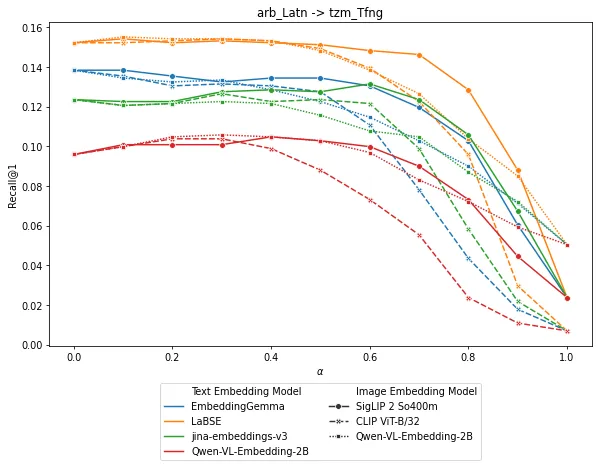 arb_Latn -> tzm_Tfng
0.16
0.14
0.12
0.10
0.08
0.06
0.04
0.02
0.00
Recall@1
0.0 0.2 0.4 0.6 0.8 1.0
α
Text Embedding Model
EmbeddingGemma
LaBSE
jina-embeddings-v3
Qwen-VL-Embedding-2B
Image Embedding Model
SigLIP 2 So400m
CLIP ViT-B/32
Qwen-VL-Embedding-2B